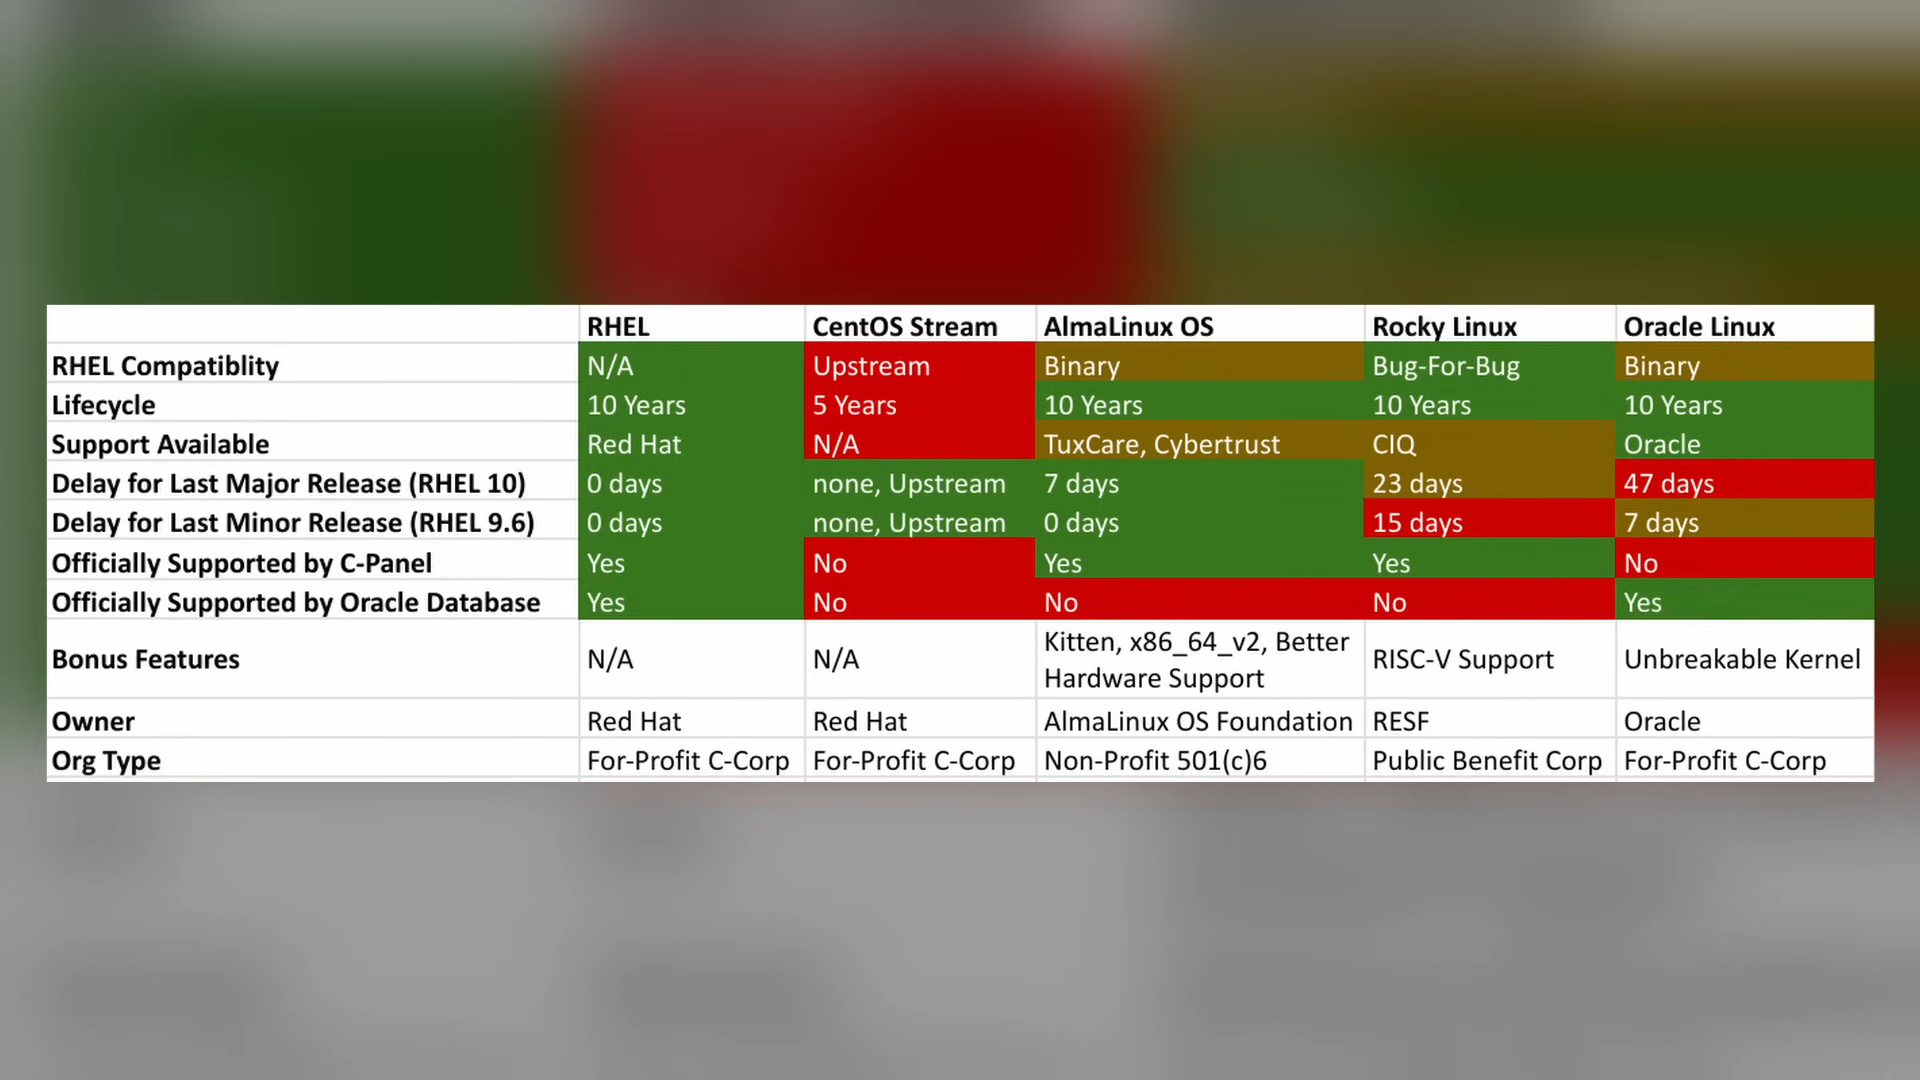 RHEL CentOS Stream AlmaLinux OS Rocky Linux Oracle Linux
RHEL Compatiblity N/A Upstream Binary Bug-For-Bug Binary
Lifecycle 10 Years 5 Years 10 Years 10 Years 10 Years
Support Available Red Hat N/A TuxCare, Cybertrust CIQ Oracle
Delay for Last Major Release (RHEL 10) 0 days none, Upstream 7 days 23 days 47 days
Delay for Last Minor Release (RHEL 9.6) 0 days none, Upstream 0 days 15 days 7 days
Officially Supported by C-Panel Yes No Yes Yes No
Officially Supported by Oracle Database Yes No No No Yes
Bonus Features N/A N/A Kitten, x86_64_v2, Better
Hardware Support RISC-V Support Unbreakable Kernel
Owner Red Hat Red Hat AlmaLinux OS Foundation RESF Oracle
Org Type For-Profit C-Corp For-Profit C-Corp Non-Profit 501(c)6 Public Benefit Corp For-Profit C-Corp